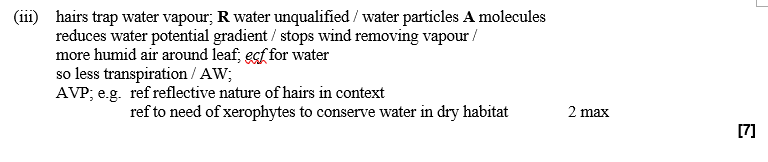 (iii) hairs trap water vapour; R water unqualified / water particles A molecules
reduces water potential gradient / stops wind removing vapour /
more humid air around leaf; ecf for water
so less transpiration / AW;
AVP; e.g. ref reflective nature of hairs in context
ref to need of xerophytes to conserve water in dry habitat 2 max
[7]